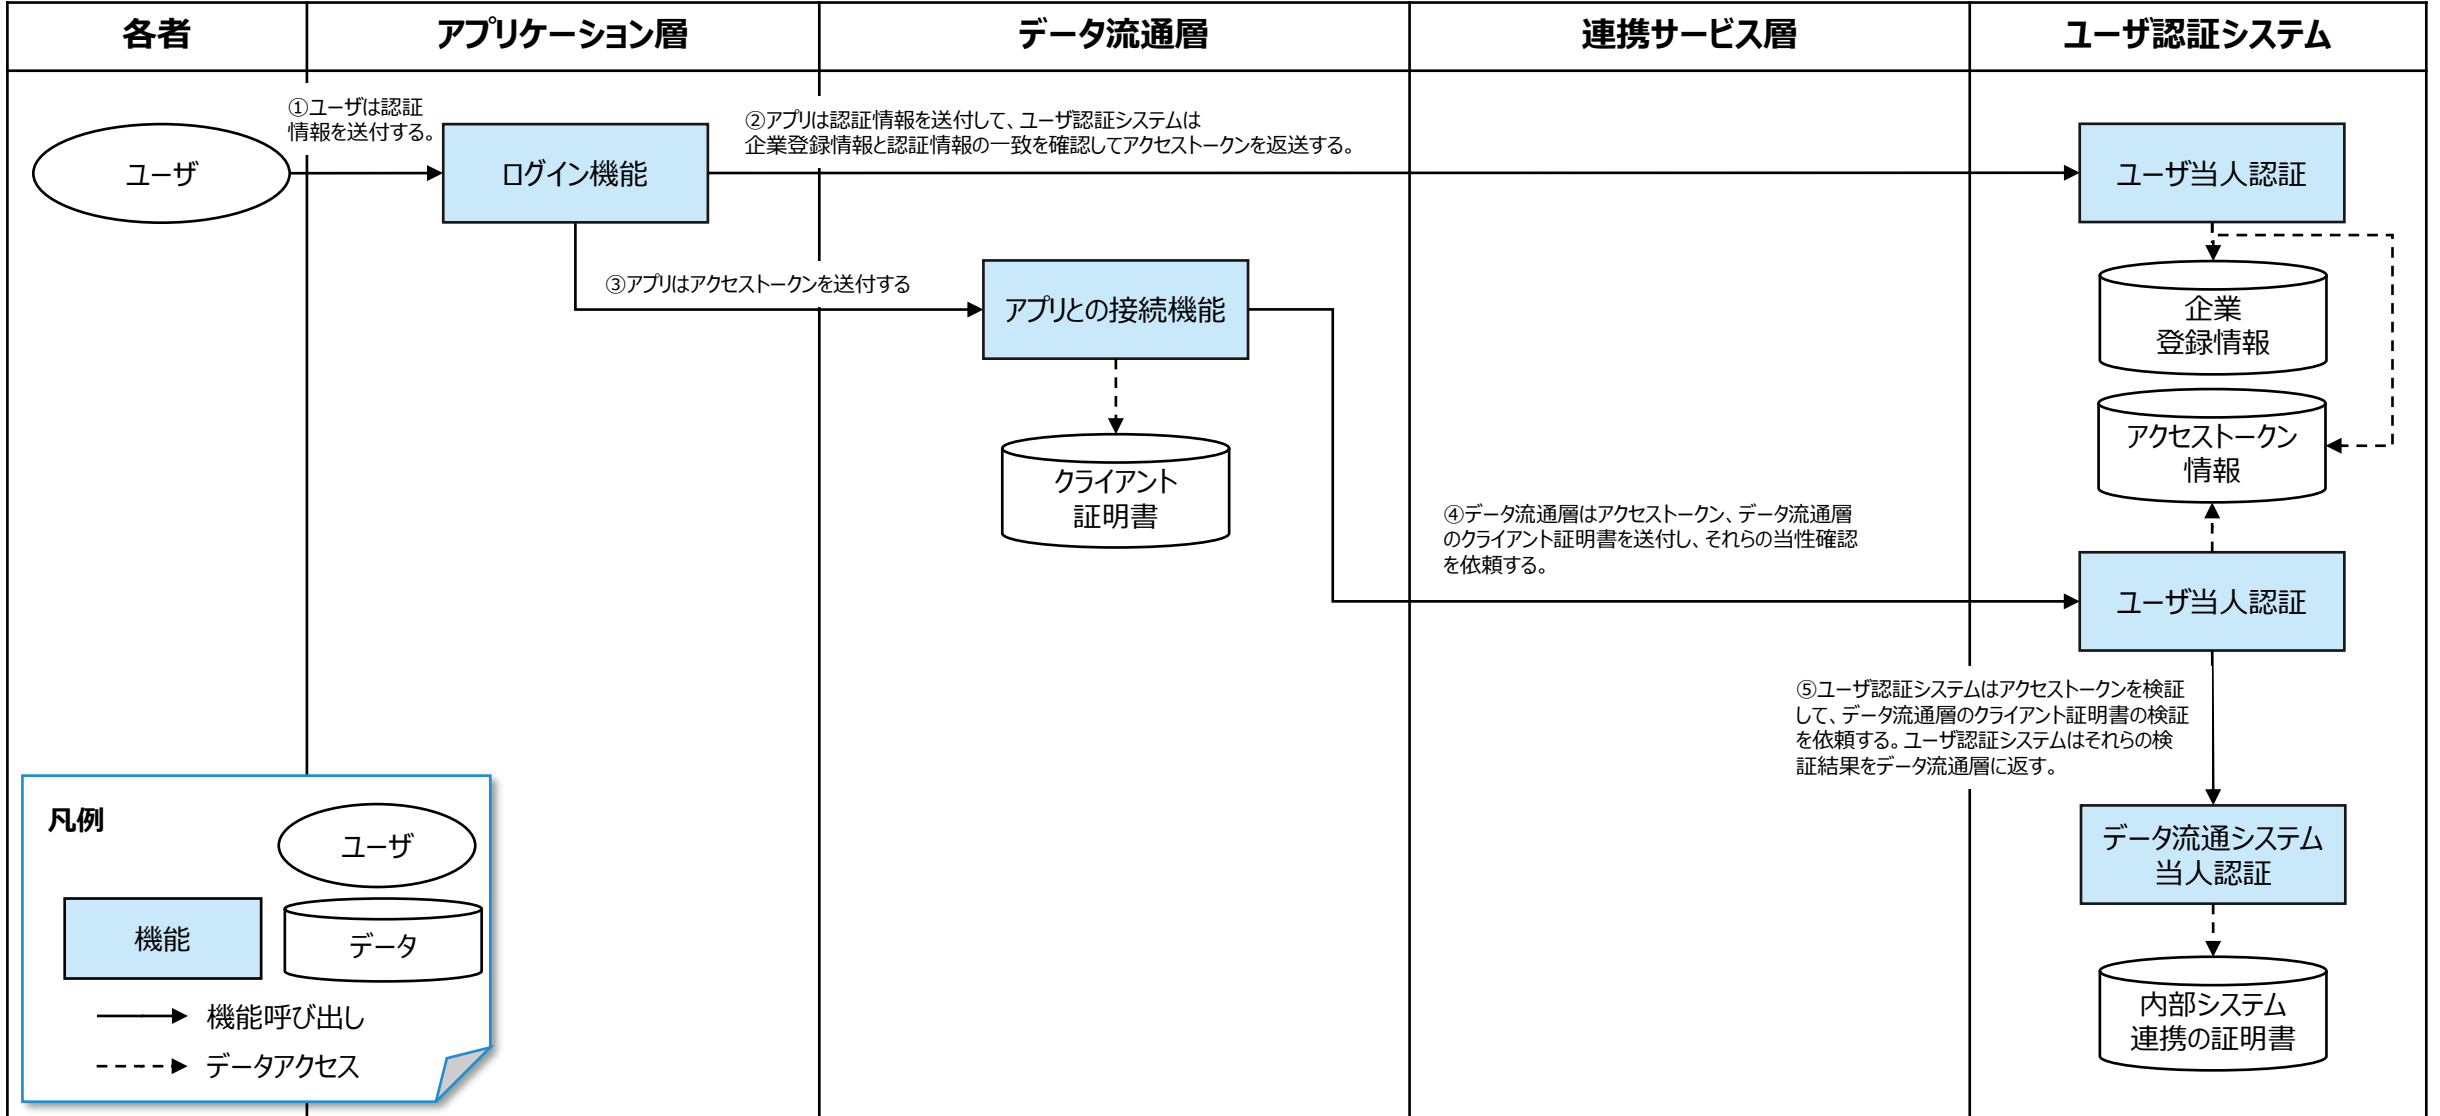 各者
アプリケーション層
データ流通層
連携サービス層
ユーザ認証システム
①ユーザは認証
情報を送付する。
②アプリは認証情報を送付して、ユーザ認証システムは
企業登録情報と認証情報の一致を確認してアクセストークンを返送する。
ユーザ
ログイン機能
ユーザ当人認証
③アプリはアクセストークンを送付する
アプリとの接続機能
企業
登録情報
クライアント
証明書
アクセストークン
情報
④データ流通層はアクセストークン、データ流通層
のクライアント証明書を送付し、それらの当性確認
を依頼する。
ユーザ当人認証
⑤ユーザ認証システムはアクセストークンを検証
して、データ流通層のクライアント証明書の検証
を依頼する。ユーザ認証システムはそれらの検
証結果をデータ流通層に返す。
データ流通システム
当人認証
内部システム
連携の証明書
凡例
ユーザ
機能
データ
機能呼び出し
データアクセス